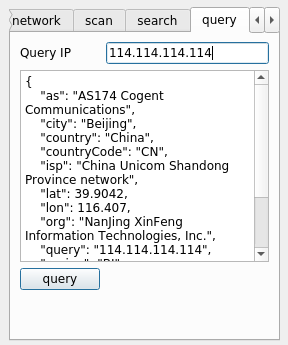 network scan search query
Query IP 114.114.114.114
{
"as": "AS174 Cogent
Communications",
"city": "Beijing",
"country": "China",
"countryCode": "CN",
"isp": "China Unicom Shandong
Province network",
"lat": 39.9042,
"lon": 116.407,
"org": "NanJing XinFeng
Information Technologies, Inc.",
"query": "114.114.114.114",
query